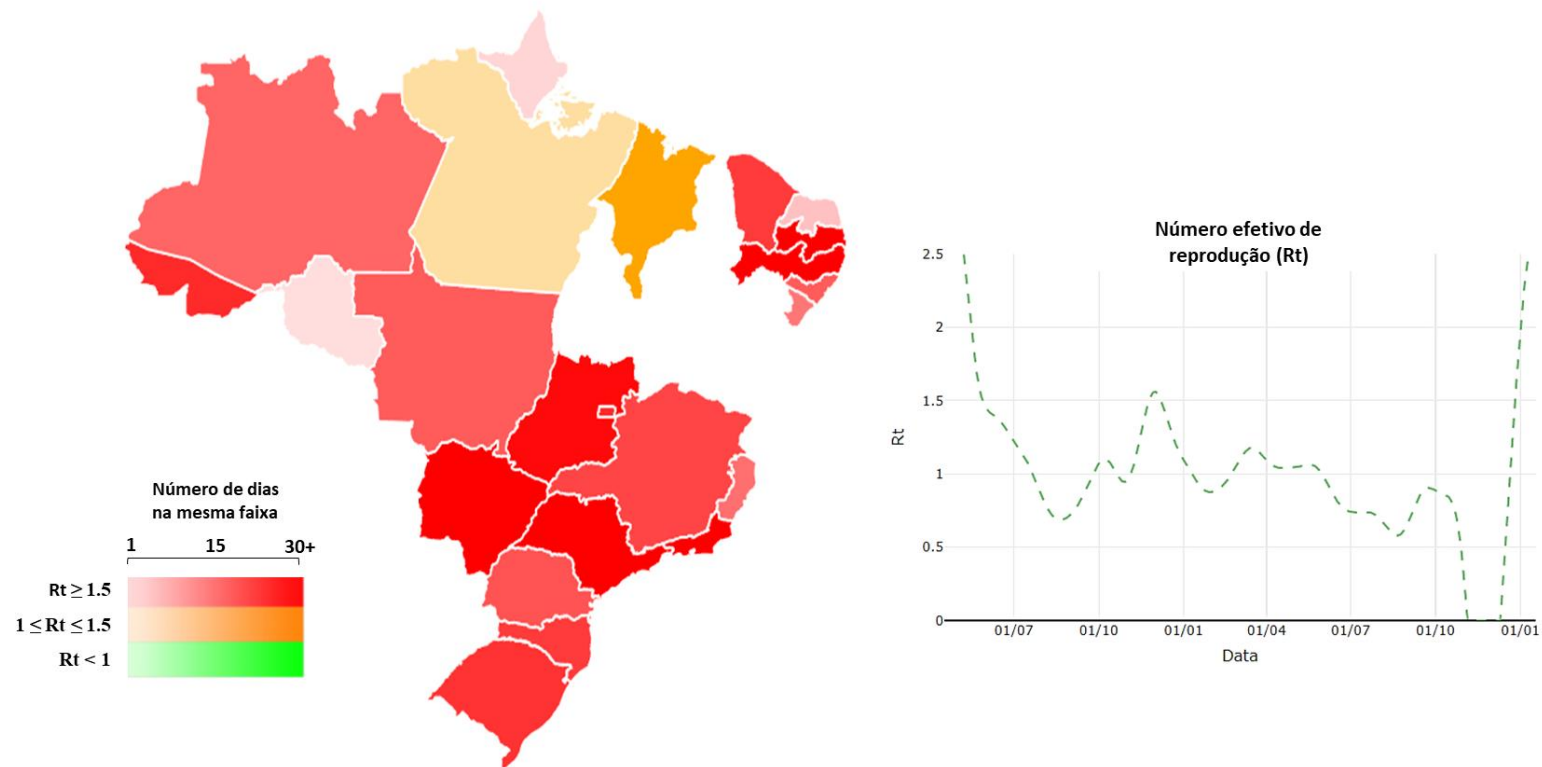 Número de dias
na mesma faixa
1 15 30+
Rt ≥ 1.5
1 ≤ Rt ≤ 1.5
Rt < 1
Número efetivo de
reprodução (Rt)
2.5
2
1.5
1
0.5
0
Rt
01/07 01/10 01/01 01/04 01/07 01/10 01/01
Data